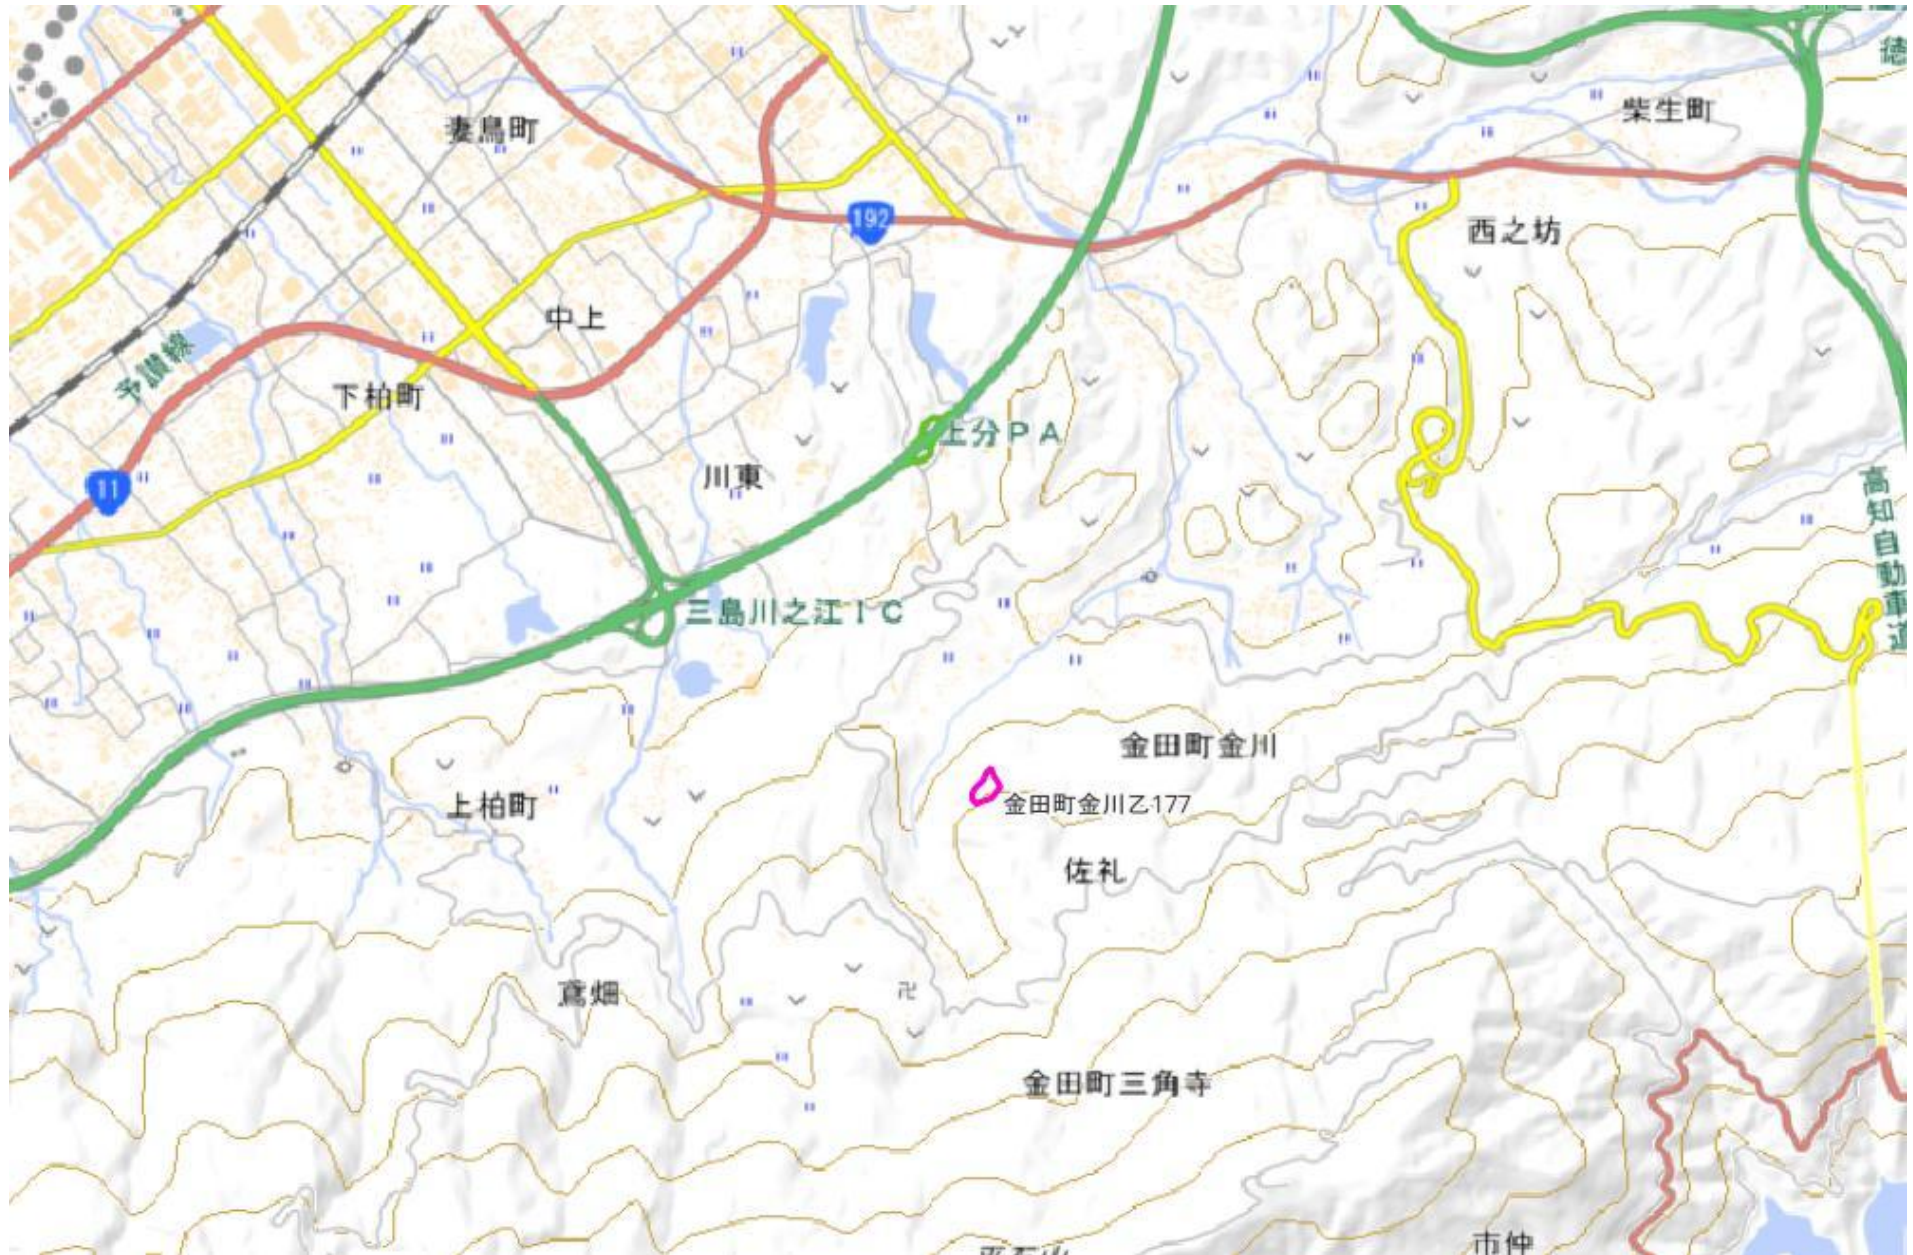 徳
柴生町
妻鳥町
192
西之坊
中上
予讃線
下柏町
上分PA
川東
11
高知自動車道
三島川之江IC
金田町金川
上柏町
金田町金川乙177
佐礼
鳶畑
金田町三角寺
市仲